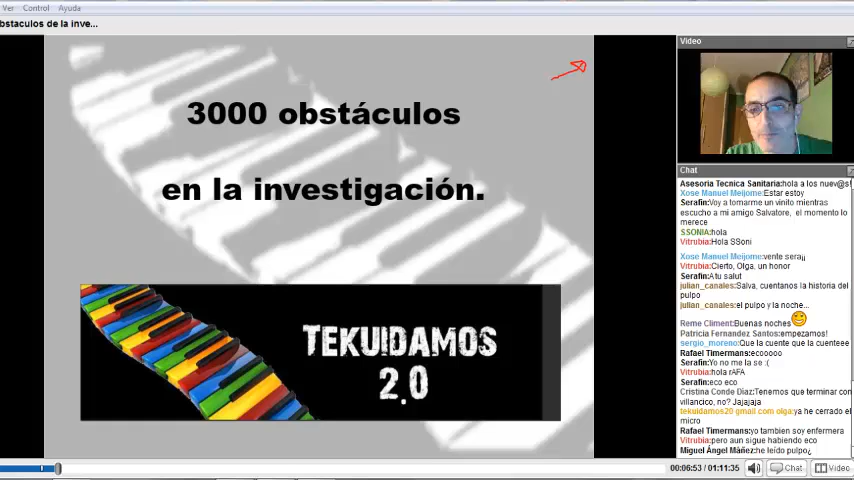 Ver Control Ayuda
bstaculos de la inve...
3000 obstáculos
en la investigación.
TEKUIDAMOS
2.0
Video
Chat
Asesoria Tecnica Sanitaria:hola a los nuev@s!
Xose Manuel Meijome:Estar estoy
Serafin:Voy a tomarme un vinito mientras
escucho a mi amigo Salvatore, el momento lo
merece
SSONIA:hola
Vitrubia:Hola SSoni
Xose Manuel Meijome:vente sera¡¡
Vitrubia:Cierto, Olga, un honor
Serafin:A tu salut
julian_canales:Salva, cuentanos la historia del
pulpo
julian_canales:el pulpo y la noche...
Reme Climent:Buenas noches
Patricia Fernandez Santos:empezamos!
sergio_moreno:Que la cuente que la cuenteee
Rafael Timermans:ecooooo
Serafin:Yo no me la se :(
Vitrubia:hola rAFA
Serafin:eco eco
Cristina Conde Díaz:Tenemos que terminar con
villancico, no? Jajajaja
tekuidamos20 gmail com olga:ya he cerrado el
micro
Rafael Timermans:yo tambien soy enfermera
Vitrubia:pero aun sigue habiendo eco
Miguel Ángel Máñez:he leído pulpo¿
00:06:53 / 01:11:35
Chat
Video